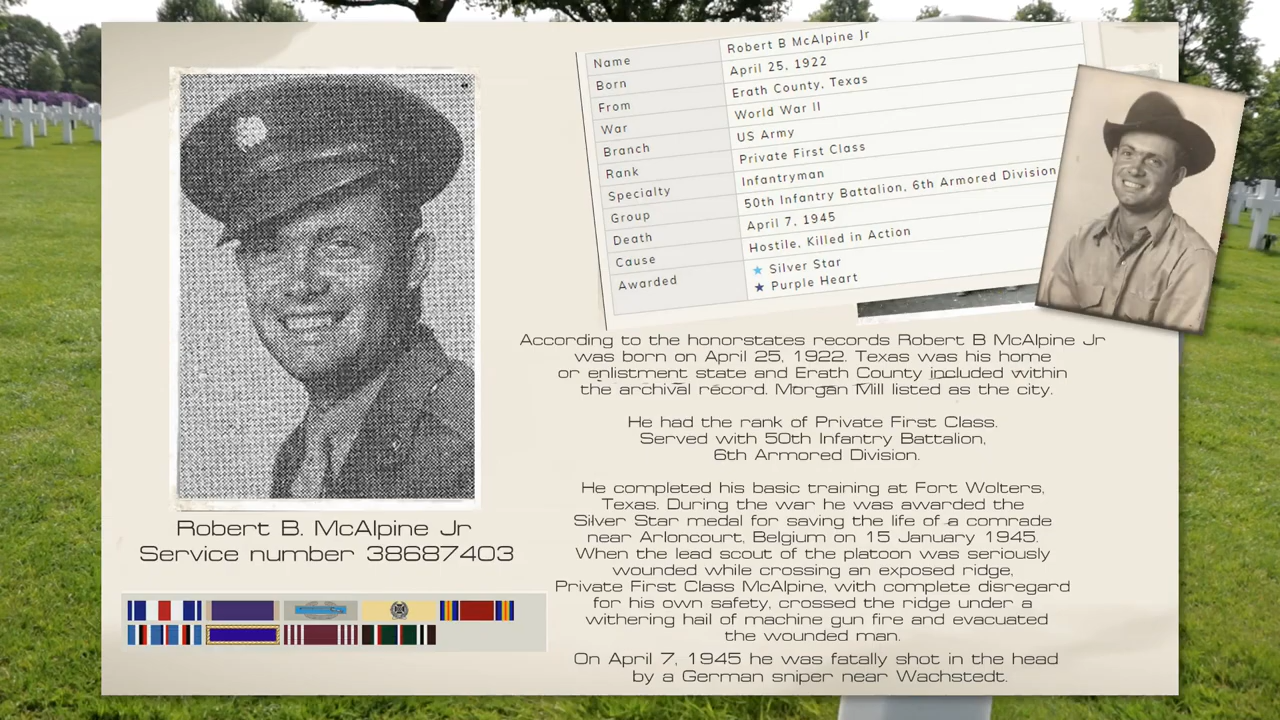 Name Robert B McAlpine Jr
Born April 25, 1922
From Erath County, Texas
War World War II
Branch US Army
Rank Private First Class
Specialty Infantryman
Group 50th Infantry Battalion, 6th Armored Division
Death April 7, 1945
Cause Hostile, Killed in Action
Awarded Silver Star
Purple Heart
Robert B. McAlpine Jr
Service number 38687403
According to the honorstates records Robert B McAlpine Jr
was born on April 25, 1922. Texas was his home
or enlistment state and Erath County included within
the archival record. Morgan Mill listed as the city.
He had the rank of Private First Class.
Served with 50th Infantry Battalion,
6th Armored Division.
He completed his basic training at Fort Wolters,
Texas. During the war he was awarded the
Silver Star medal for saving the life of a comrade
near Arloncourt, Belgium on 15 January 1945.
When the lead scout of the platoon was seriously
wounded while crossing an exposed ridge,
Private First Class McAlpine, with complete disregard
for his own safety, crossed the ridge under a
withering hail of machine gun fire and evacuated
the wounded man.
On April 7, 1945 he was fatally shot in the head
by a German sniper near Wachstedt.